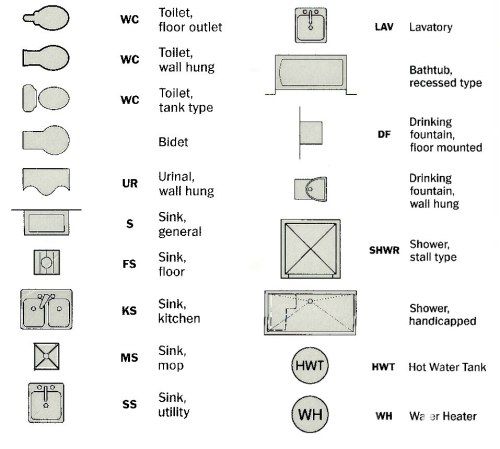 WC Toilet,
floor outlet
WC Toilet,
wall hung
WC Toilet,
tank type
Bidet
UR Urinal,
wall hung
S Sink,
general
FS Sink,
floor
KS Sink,
kitchen
MS Sink,
mop
SS Sink,
utility
LAV Lavatory
Bathtub,
recessed type
DF Drinking
fountain,
floor mounted
Drinking
fountain,
wall hung
SHWR Shower,
stall type
Shower,
handicapped
HWT HWT Hot Water Tank
WH WH Water Heater